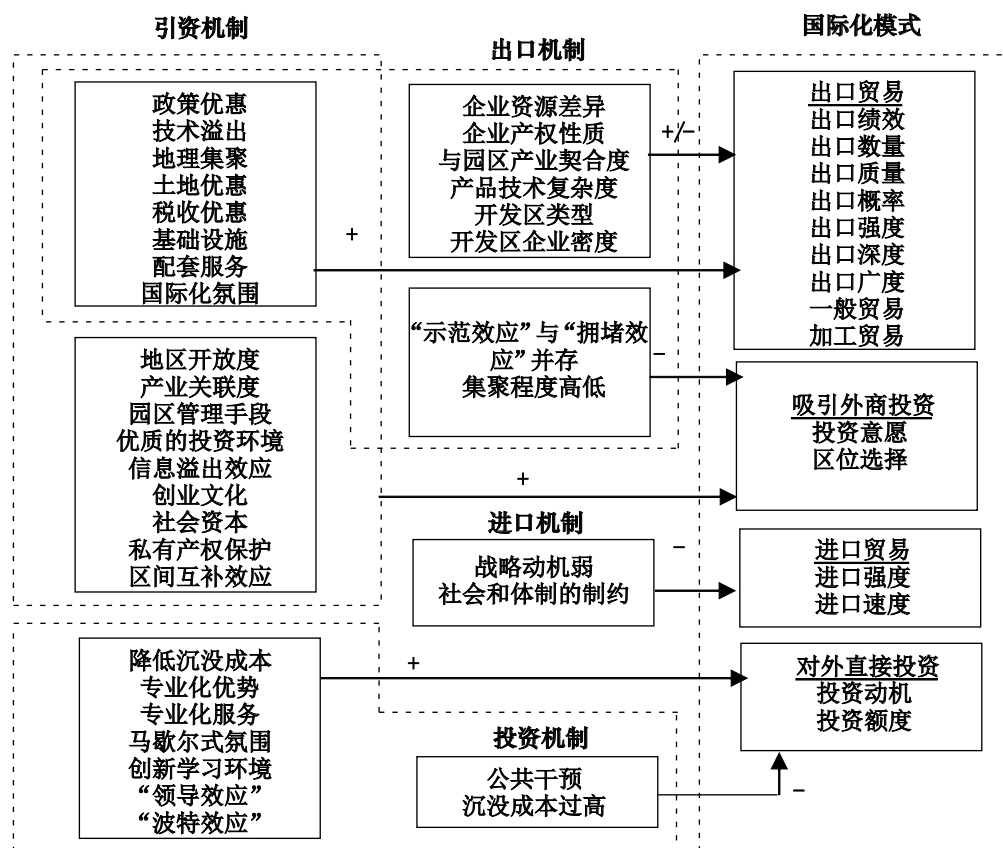 引资机制
政策优惠
技术溢出
地理集聚
土地优惠
税收优惠
基础设施
配套服务
国际化氛围
+
地区开放度
产业关联度
园区管理手段
优质的投资环境
信息溢出效应
创业文化
社会资本
私有产权保护
区间互补效应
降低沉没成本
专业化优势
专业化服务
马歇尔式氛围
创新学习环境
“领导效应”
“波特效应”
出口机制
企业资源差异
企业产权性质
与园区产业契合度
产品技术复杂度
开发区类型
开发区企业密度
+/-
“示范效应”与“拥堵效
应”并存
集聚程度高低
-
+
进口机制
战略动机弱
社会和体制的制约
-
+
投资机制
公共干预
沉没成本过高
-
国际化模式
出口贸易
出口绩效
出口数量
出口质量
出口概率
出口强度
出口深度
出口广度
一般贸易
加工贸易
吸引外商投资
投资意愿
区位选择
进口贸易
进口强度
进口速度
对外直接投资
投资动机
投资额度